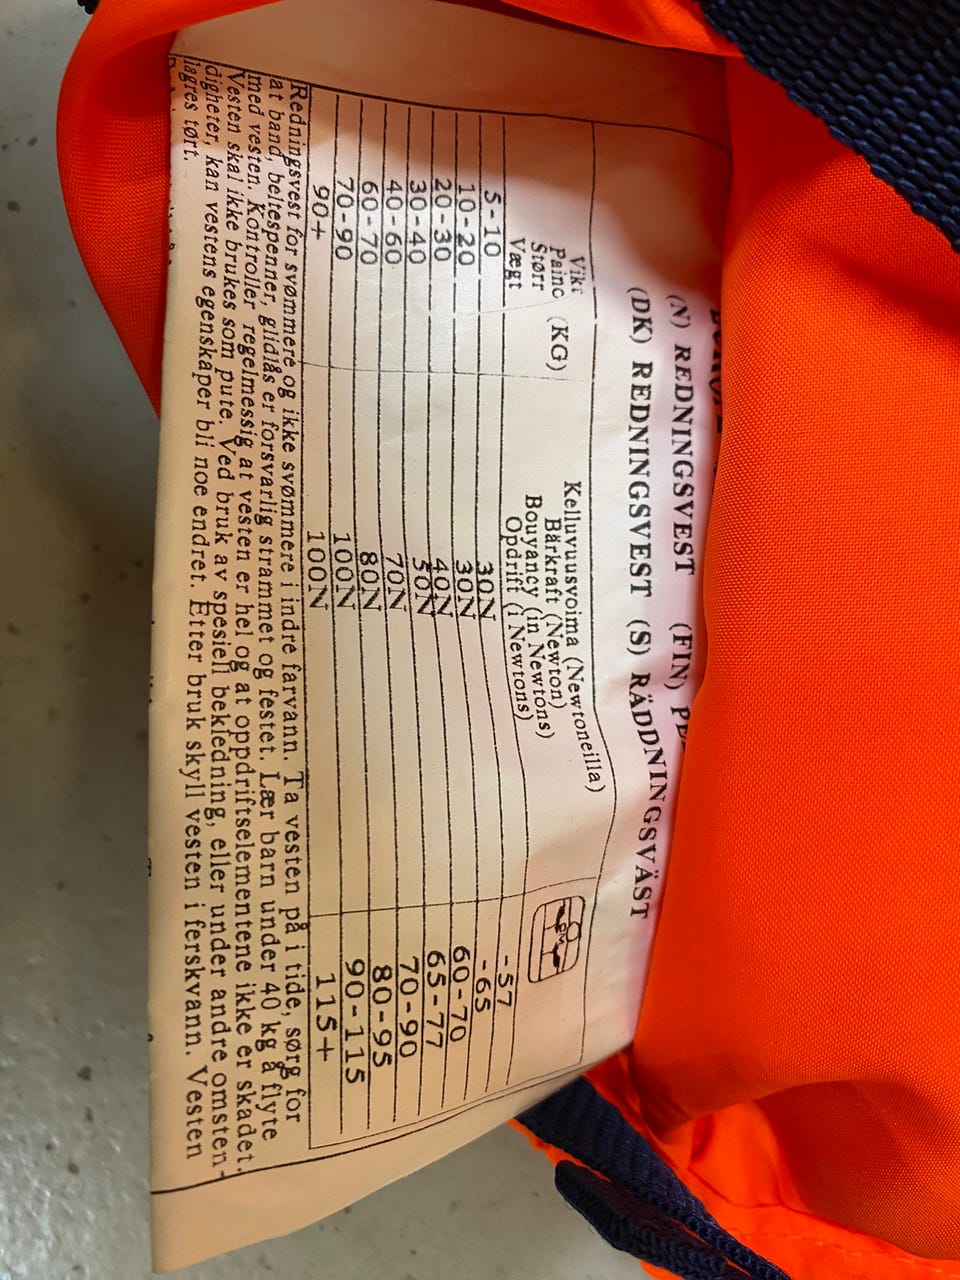 (N) REDNINGSVEST (FIN)
(DK) REDNINGSVEST (S) RÄDDNINGSVÄST
Vikt
Paino
Størr (KG)
Vægt
Kelluvuusvoima (Newtoneilla)
Bärkraft (Newton)
Bouyancy (in Newtons)
Opdrift (i Newtons)
CM
5-10 30N -57
10-20 30N -65
20-30 40N 60-70
30-40 50N 65-77
40-60 70N 70-90
60-70 80N 80-95
70-90 100N 90-115
90+ 100N 115+
Redningsvest for svømmere og ikke svømmere i indre farvann. Ta vesten på i tide, sørg for
at band, beltespenner, glidlås er forsvarlig strammet og festet. Lær barn under 40 kg å flyte
med vesten. Kontroller regelmessig at vesten er hel og at oppdriftselementene ikke er skadet.
Vesten skal ikke brukes som pute. Ved bruk av spesiell bekledning, eller under andre omsten-
digheter, kan vestens egenskaper bli noe endret. Etter bruk skyll vesten i ferskvann. Vesten
lagres tørt.